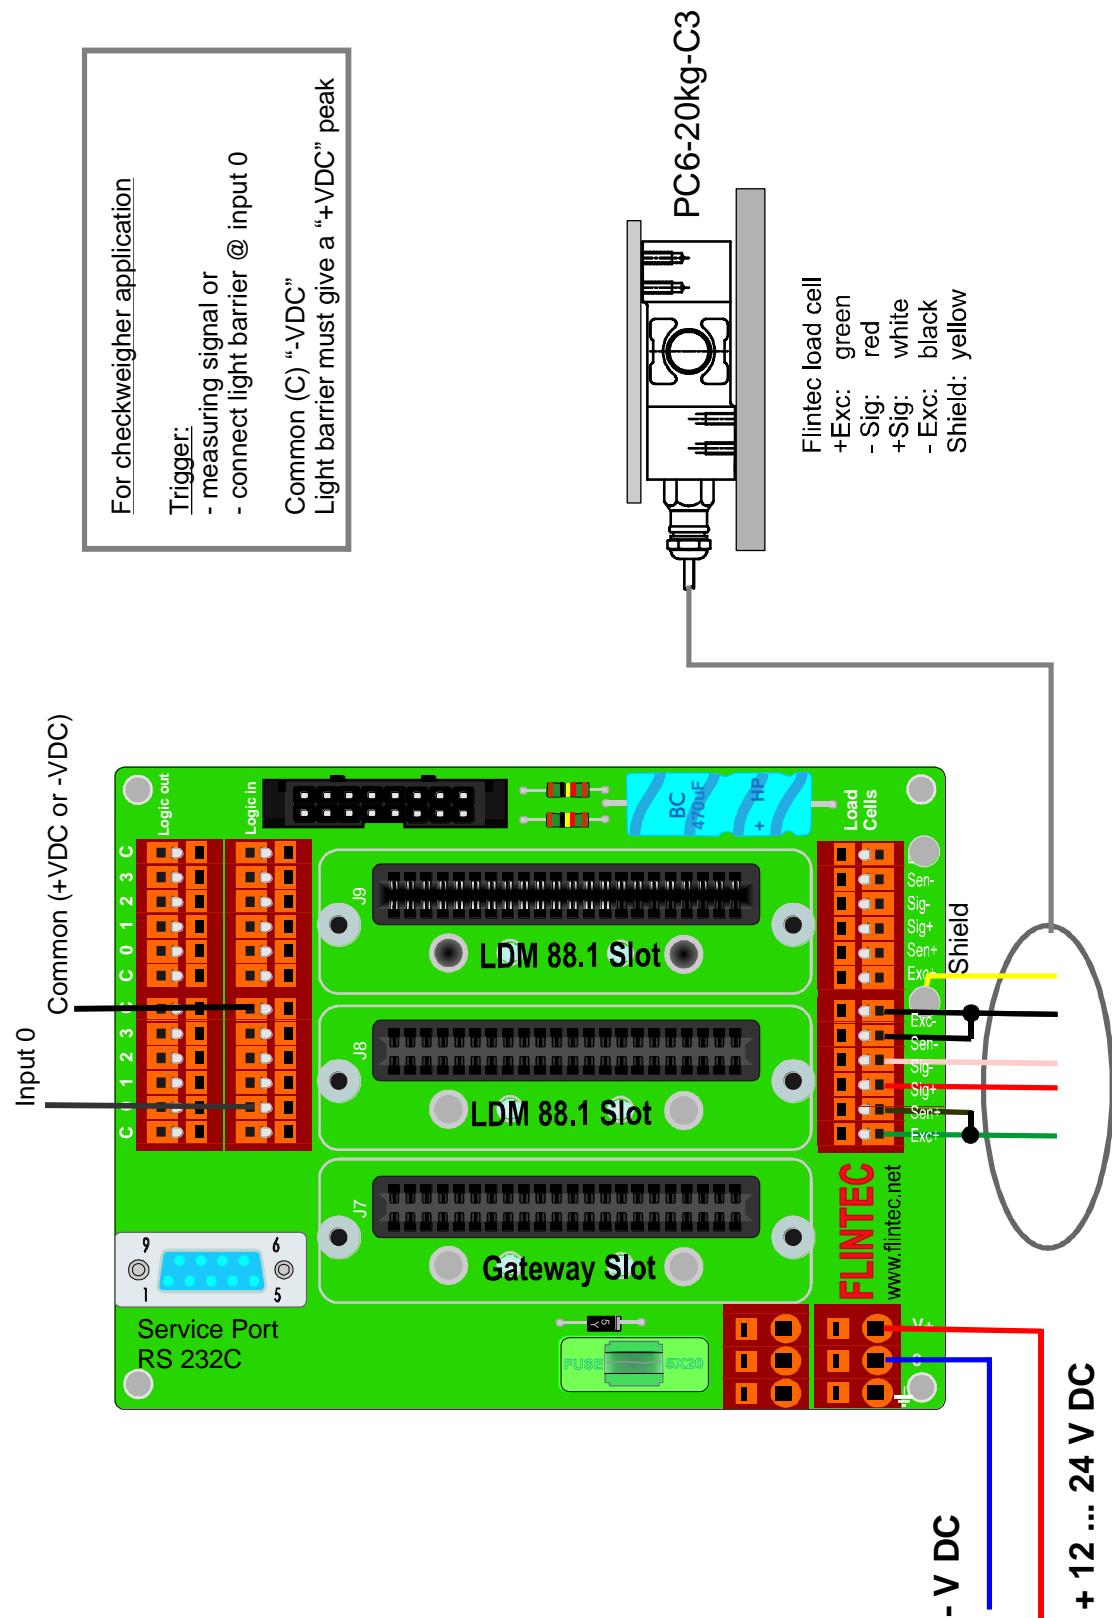 For checkweigher application
Trigger:
- measuring signal or
- connect light barrier @ input 0
Common (C) “-VDC”
Light barrier must give a “+VDC” peak
PC6-20kg-C3
Flintec load cell
+Exc: green
- Sig: red
+Sig: white
- Exc: black
Shield: yellow
Input 0
Common (+VDC or -VDC)
Logic out
Logic in
C 1 2 3 C 0 1 2 3 C
BC
470uF
+ HP
Load
Cells
J9
LDM 88.1 Slot
J8
LDM 88.1 Slot
J7
Gateway Slot
Sen-
Sig-
Sig+
Sen+
Exc+
Shield
Exc-
Sen-
Sig-
Sig+
Sen+
Exc+
FLINTEC
www.flintec.net
9 6
1 5
Service Port
RS 232C
5 Y
FUSE 5X20
V+
- V DC
+ 12 ... 24 V DC